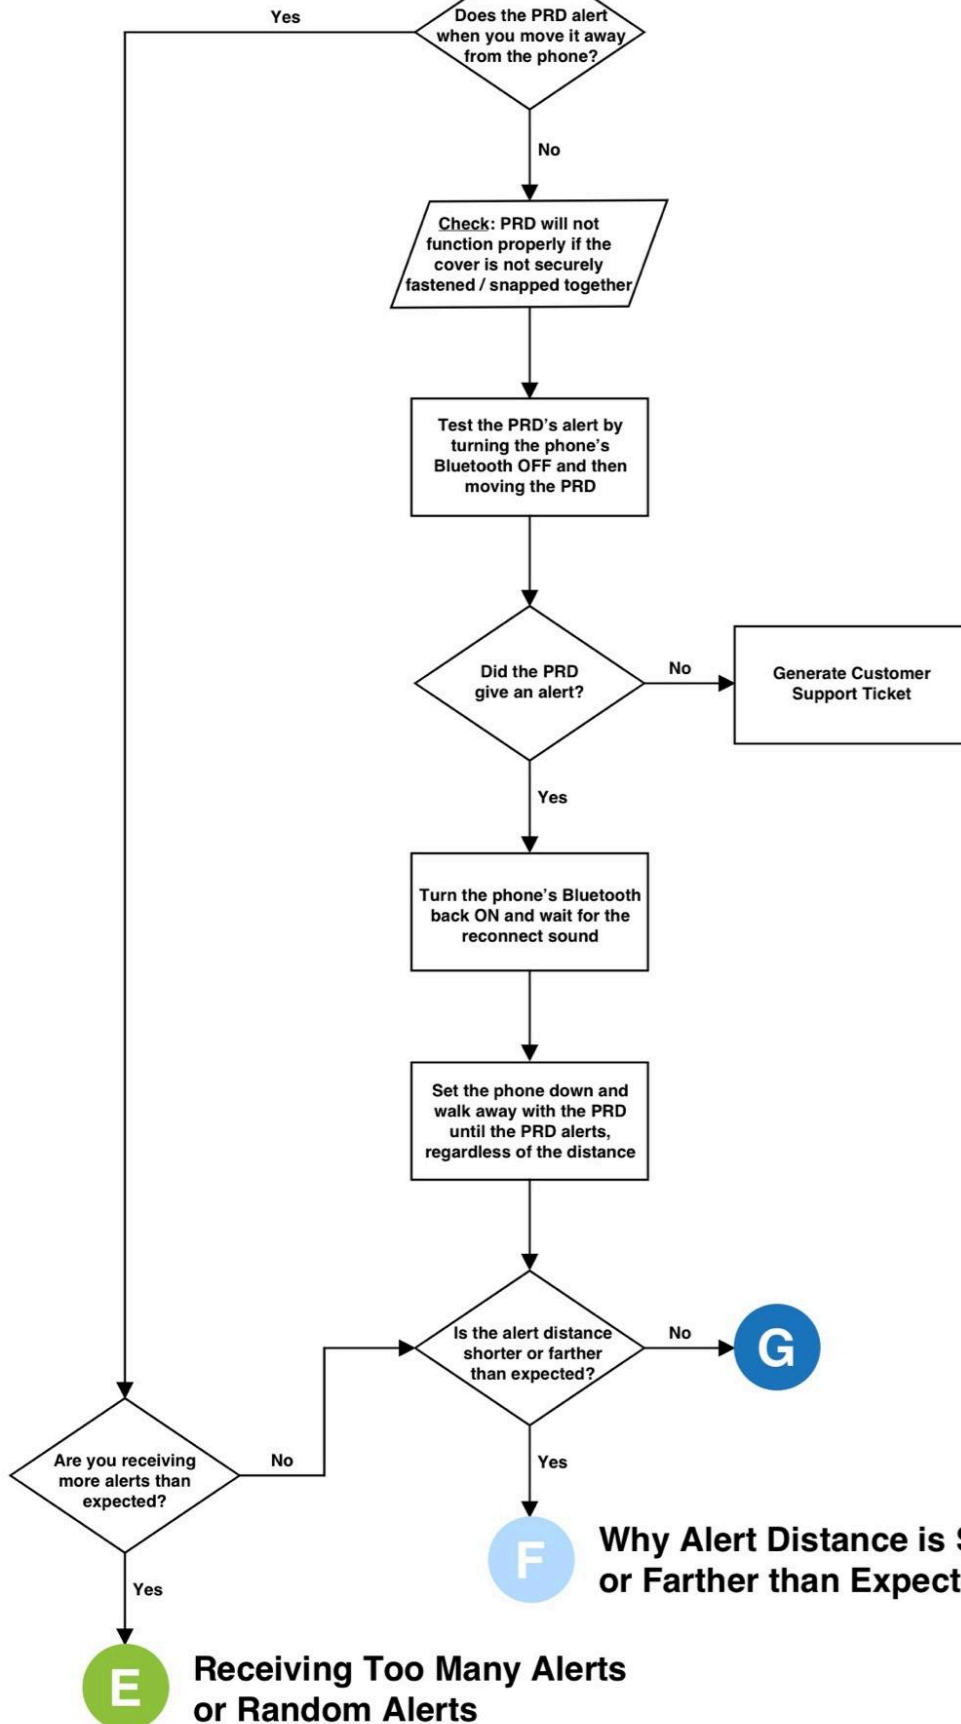 Yes
Does the PRD alert
when you move it away
from the phone?
No
Check: PRD will not
function properly if the
cover is not securely
fastened / snapped together
Test the PRD's alert by
turning the phone's
Bluetooth OFF and then
moving the PRD
Did the PRD
give an alert?
No
Generate Customer
Support Ticket
Yes
Turn the phone's Bluetooth
back ON and wait for the
reconnect sound
Set the phone down and
walk away with the PRD
until the PRD alerts,
regardless of the distance
Is the alert distance
shorter or farther
than expected?
No
G
Are you receiving
more alerts than
expected?
No
Yes
F
Why Alert Distance is
or Farther than Expect
Yes
E
Receiving Too Many Alerts
or Random Alerts